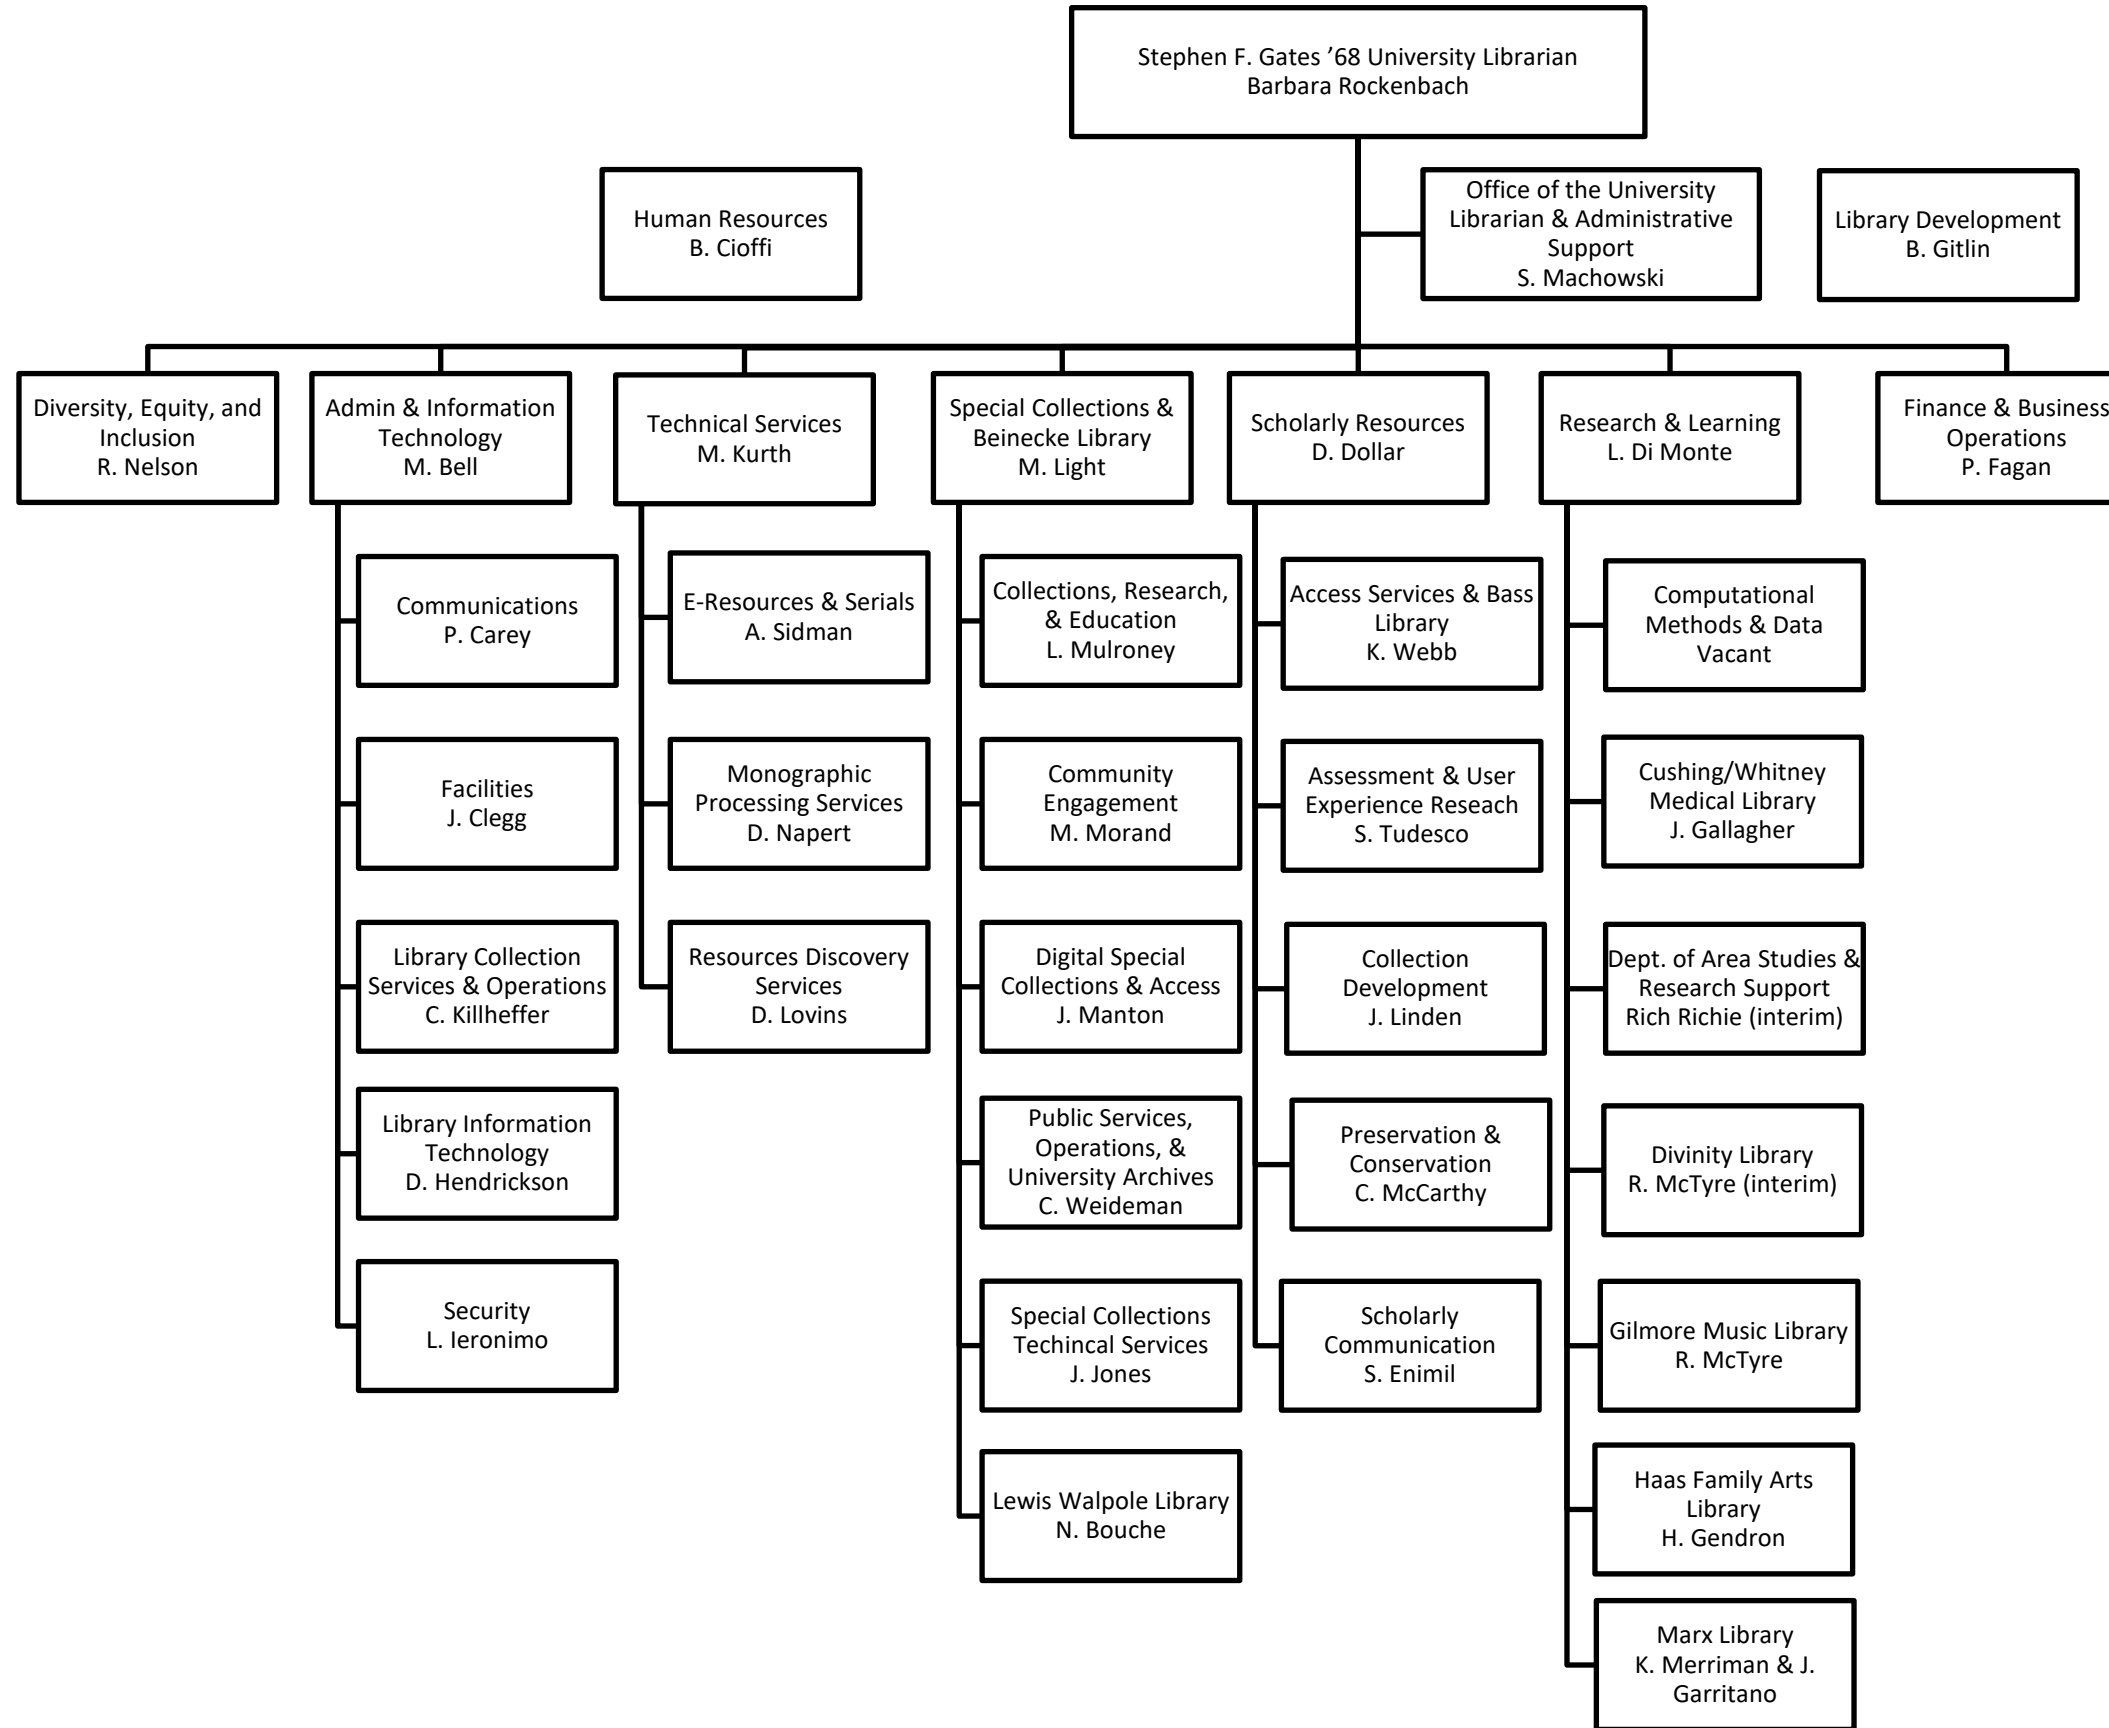 Stephen F. Gates ’68 University Librarian
Barbara Rockenbach
Human Resources
B. Cioffi
Office of the University
Librarian & Administrative
Support
S. Machowski
Library Development
B. Gitlin
Diversity, Equity, and
Inclusion
R. Nelson
Admin & Information
Technology
M. Bell
Technical Services
M. Kurth
Special Collections &
Beinecke Library
M. Light
Scholarly Resources
D. Dollar
Research & Learning
L. Di Monte
Finance & Business
Operations
P. Fagan
Communications
P. Carey
Facilities
J. Clegg
Library Collection
Services & Operations
C. Killheffer
Library Information
Technology
D. Hendrickson
Security
L. Ieronimo
E-Resources & Serials
A. Sidman
Monographic
Processing Services
D. Napert
Resources Discovery
Services
D. Lovins
Collections, Research,
& Education
L. Mulroney
Community
Engagement
M. Morand
Digital Special
Collections & Access
J. Manton
Public Services,
Operations, &
University Archives
C. Weideman
Special Collections
Techincal Services
J. Jones
Lewis Walpole Library
N. Bouche
Access Services & Bass
Library
K. Webb
Assessment & User
Experience Reseach
S. Tudesco
Collection
Development
J. Linden
Preservation &
Conservation
C. McCarthy
Scholarly
Communication
S. Enimil
Computational
Methods & Data
Vacant
Cushing/Whitney
Medical Library
J. Gallagher
Dept. of Area Studies &
Research Support
Rich Richie (interim)
Divinity Library
R. McTyre (interim)
Gilmore Music Library
R. McTyre
Haas Family Arts
Library
H. Gendron
Marx Library
K. Merriman & J.
Garritano